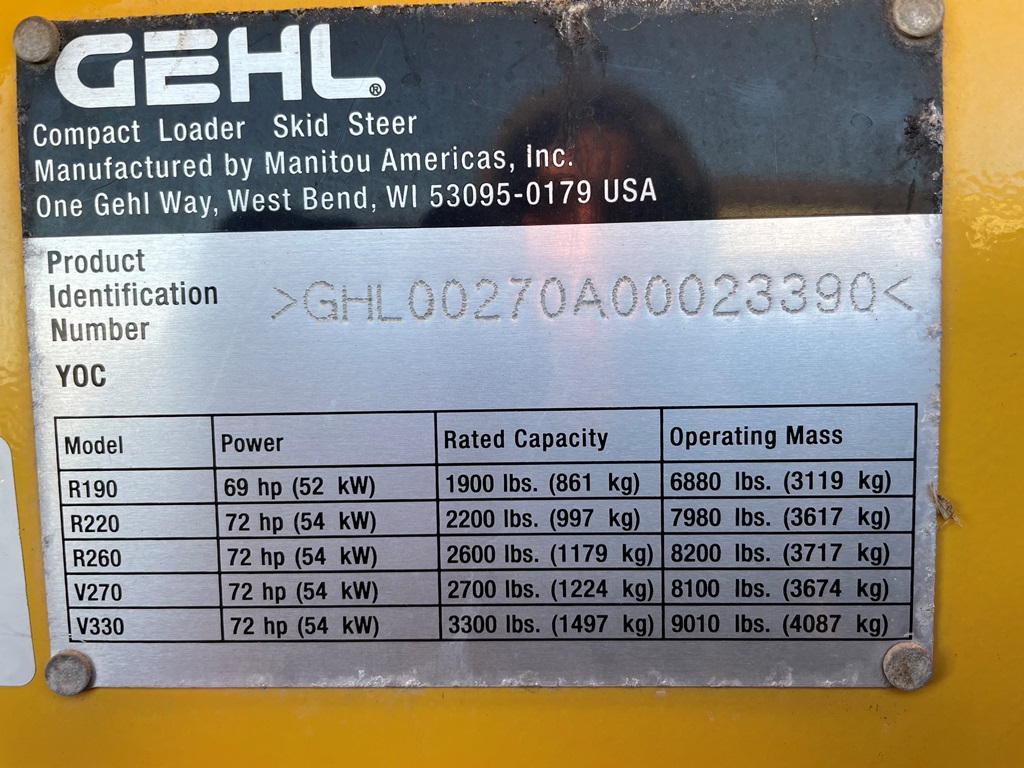 GEHL®
Compact Loader Skid Steer
Manufactured by Manitou Americas, Inc.
One Gehl Way, West Bend, WI 53095-0179 USA
Product
Identification
Number
>GHL00270A00023390<
YOC
Model Power Rated Capacity Operating Mass
R190 69 hp (52 kW) 1900 lbs. (861 kg) 6880 lbs. (3119 kg)
R220 72 hp (54 kW) 2200 lbs. (997 kg) 7980 lbs. (3617 kg)
R260 72 hp (54 kW) 2600 lbs. (1179 kg) 8200 lbs. (3717 kg)
V270 72 hp (54 kW) 2700 lbs. (1224 kg) 8100 lbs. (3674 kg)
V330 72 hp (54 kW) 3300 lbs. (1497 kg) 9010 lbs. (4087 kg)